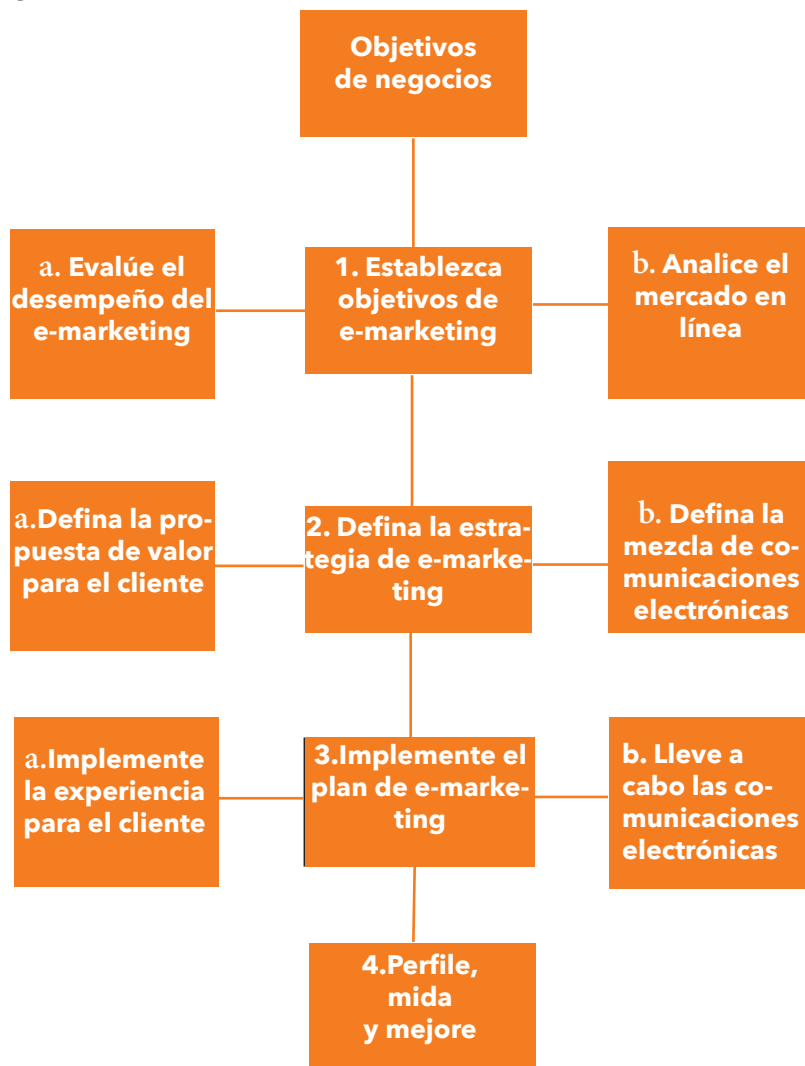 Objetivos
de negocios
a. Evalúe el
desempeño del
e-marketing
1. Establezca
objetivos de
e-marketing
b. Analice el
mercado en
línea
a.Defina la pro-
puesta de valor
para el cliente
2. Defina la estra-
tegia de e-marke-
ting
b. Defina la
mezcla de co-
municaciones
electrónicas
a.Implemente
la experiencia
para el cliente
3.Implemente el
plan de e-marke-
ting
b. Lleve a
cabo las co-
municaciones
electrónicas
4.Perfile,
mida
y mejore